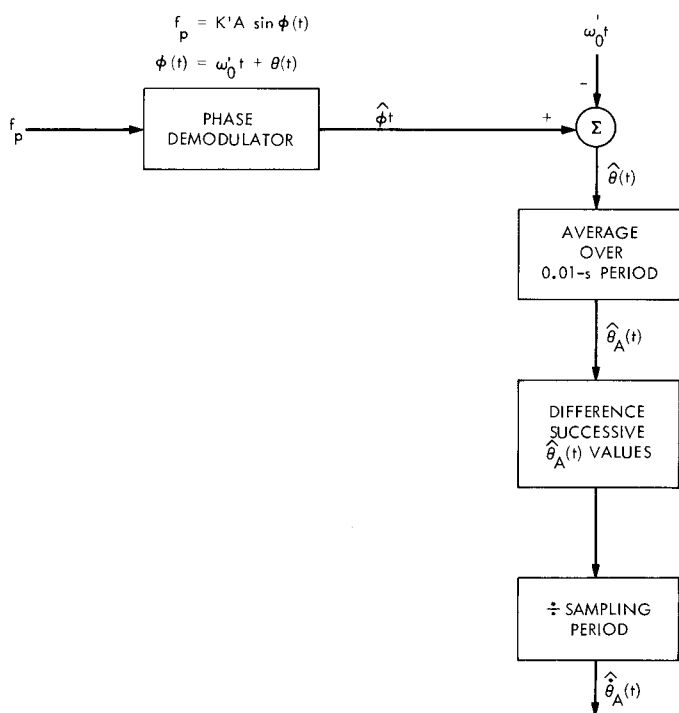 f_p = K'A sin ϕ(t)
ϕ(t) = ω'_0 t + θ(t)
ω'_0 t
f_p
PHASE
DEMODULATOR
ϕ̂t
+
-
Σ
θ̂(t)
AVERAGE
OVER
0.01-s PERIOD
θ̂_A(t)
DIFFERENCE
SUCCESSIVE
θ̂_A(t) VALUES
÷ SAMPLING
PERIOD
θ̇̂_A(t)